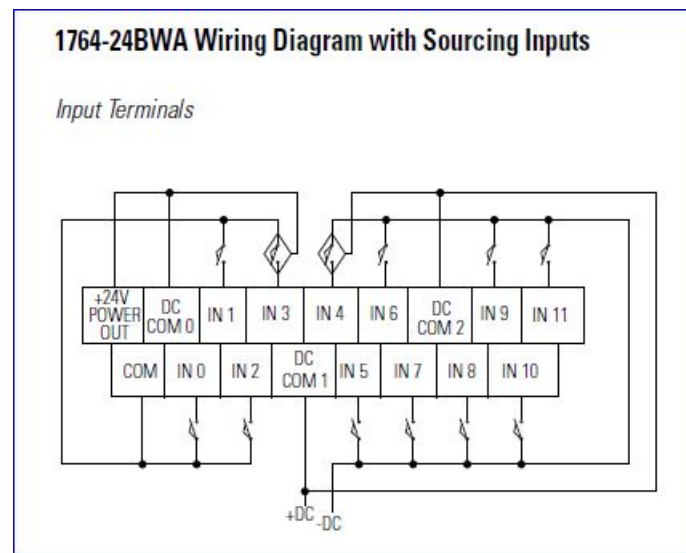 1764-24BWA Wiring Diagram with Sourcing Inputs
Input Terminals
+24V
POWER
OUT
DC
COM 0
IN 1
IN 3
IN 4
IN 6
DC
COM 2
IN 9
IN 11
COM
IN 0
IN 2
DC
COM 1
IN 5
IN 7
IN 8
IN 10
+DC
-DC